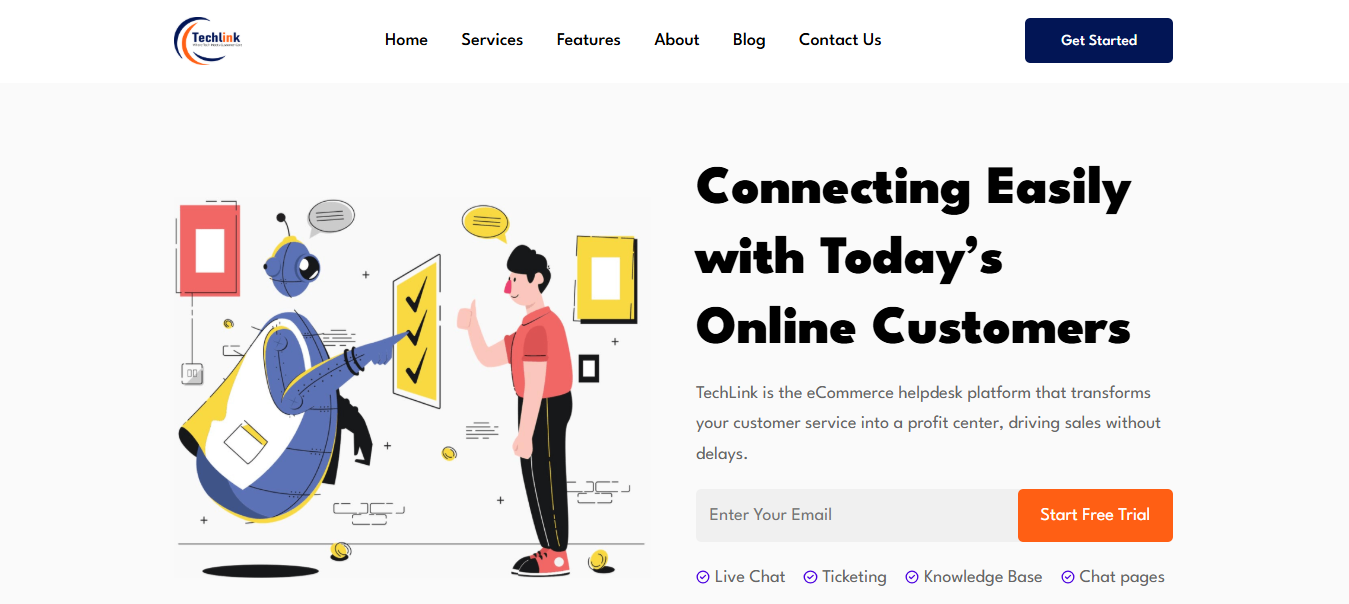 Techlink
Home Services Features About Blog Contact Us
Get Started
Connecting Easily
with Today’s
Online Customers
TechLink is the eCommerce helpdesk platform that transforms
your customer service into a profit center, driving sales without
delays.
Enter Your Email
Start Free Trial
Live Chat Ticketing Knowledge Base Chat pages